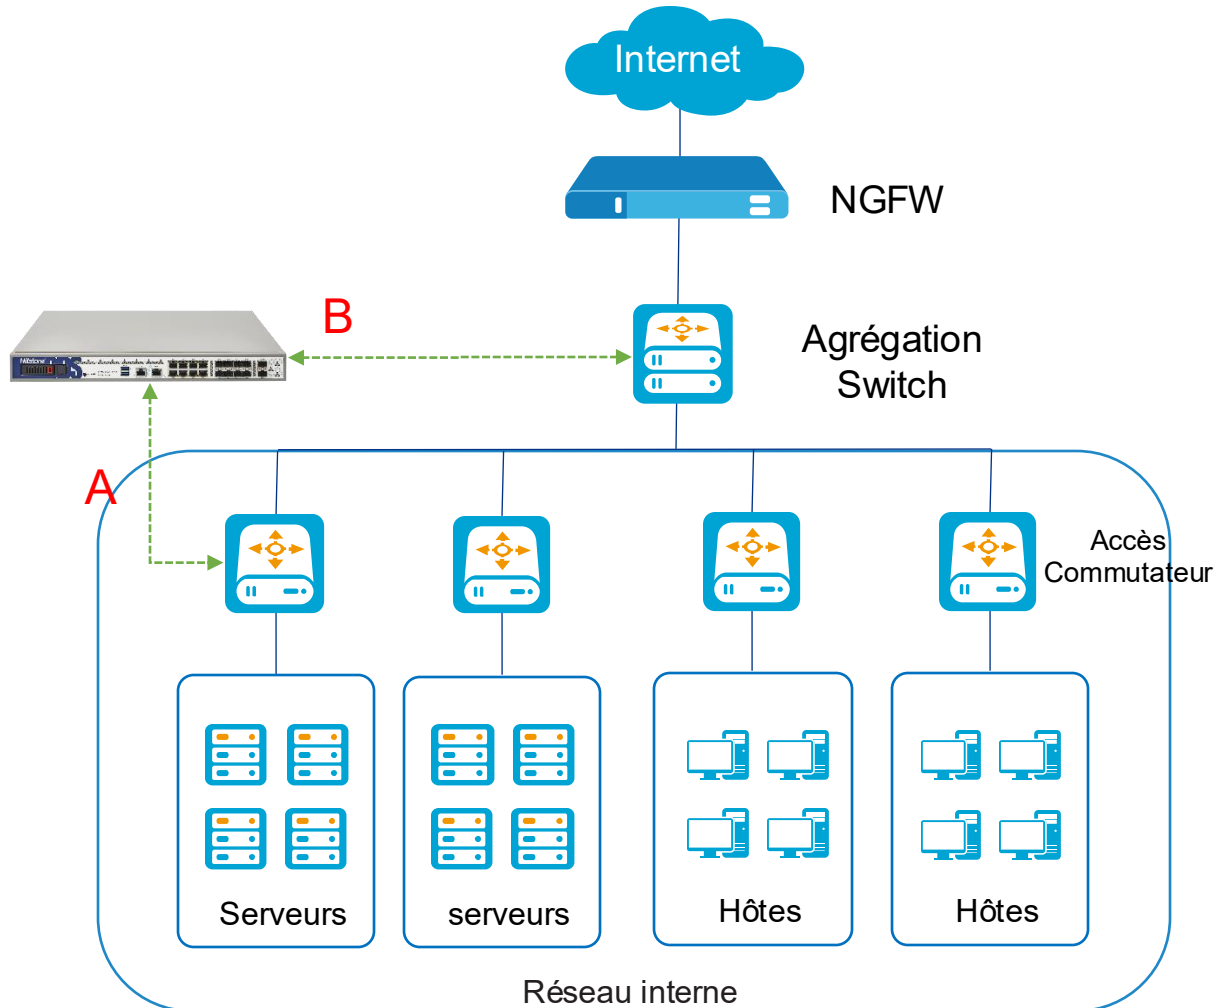 Internet
NGFW
B
Agrégation
Switch
A
Accès
Commutateur
Serveurs
serveurs
Hôtes
Hôtes
Réseau interne